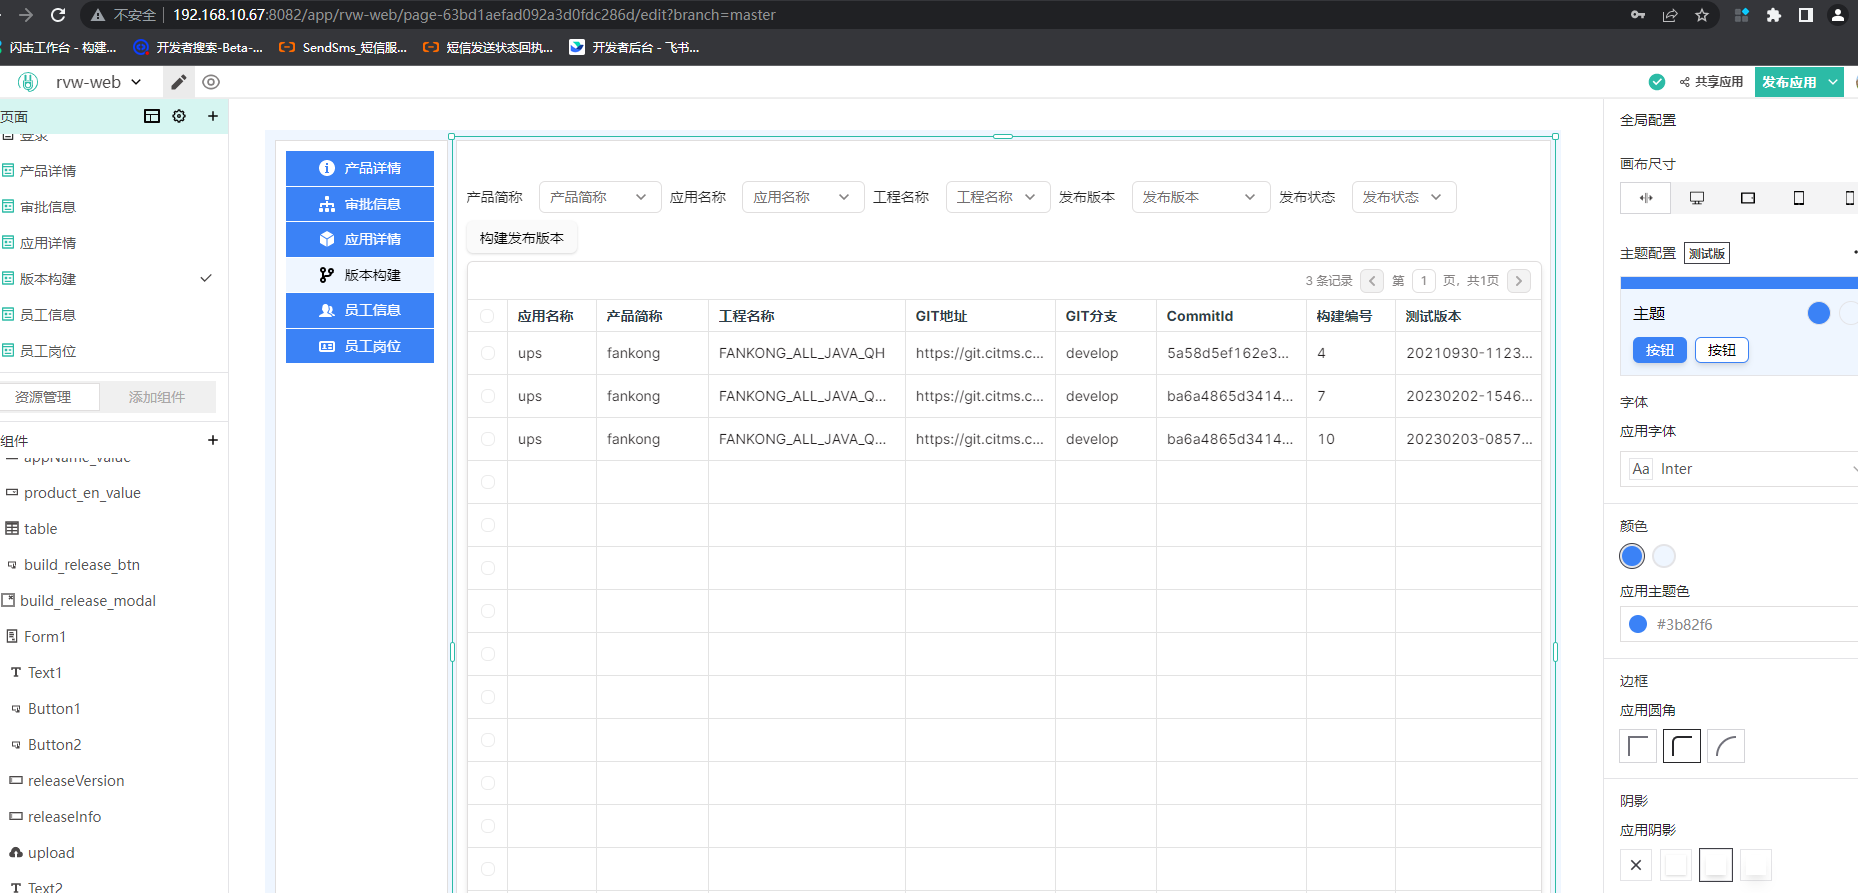 不安全 192.168.10.67:8082/app/rvw-web/page-63bd1aefad092a3d0fdc286d/edit?branch=master
闪击工作台 - 构建... 开发者搜索-Beta-... SendSms_短信服... 短信发送状态回执... 开发者后台 - 飞书...
rvw-web
共享应用 发布应用
页面
登录
产品详情
审批信息
应用详情
版本构建
员工信息
员工岗位
资源管理 添加组件
组件
appName_value
product_en_value
table
build_release_btn
build_release_modal
Form1
Text1
Button1
Button2
releaseVersion
releaseInfo
upload
Text2
产品详情
审批信息
应用详情
版本构建
员工信息
员工岗位
产品简称 产品简称 应用名称 应用名称 工程名称 工程名称 发布版本 发布版本 发布状态 发布状态
构建发布版本
3 条记录 第 1 页, 共1页
应用名称 产品简称 工程名称 GIT地址 GIT分支 CommitId 构建编号 测试版本
ups fankong FANKONG_ALL_JAVA_QH https://git.citms.c... develop 5a58d5ef162e3... 4 20210930-1123...
ups fankong FANKONG_ALL_JAVA_Q... https://git.citms.c... develop ba6a4865d3414... 7 20230202-1546...
ups fankong FANKONG_ALL_JAVA_Q... https://git.citms.c... develop ba6a4865d3414... 10 20230203-0857...
全局配置
画布尺寸
主题配置 测试版
主题
按钮 按钮
字体
应用字体
Aa Inter
颜色
应用主题色
#3b82f6
边框
应用圆角
阴影
应用阴影